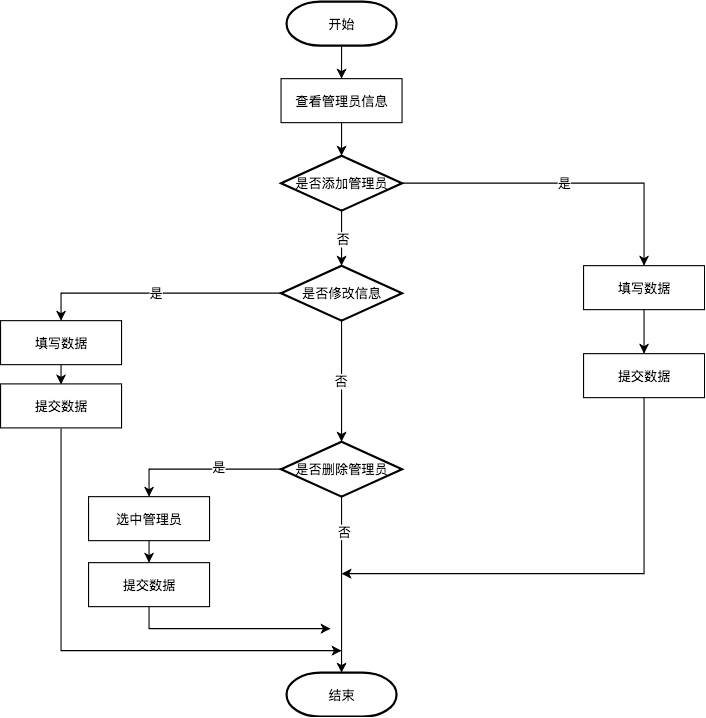 开始
查看管理员信息
是否添加管理员
是
否
填写数据
是否修改信息
是
填写数据
提交数据
否
提交数据
是否删除管理员
是
选中管理员
否
提交数据
结束